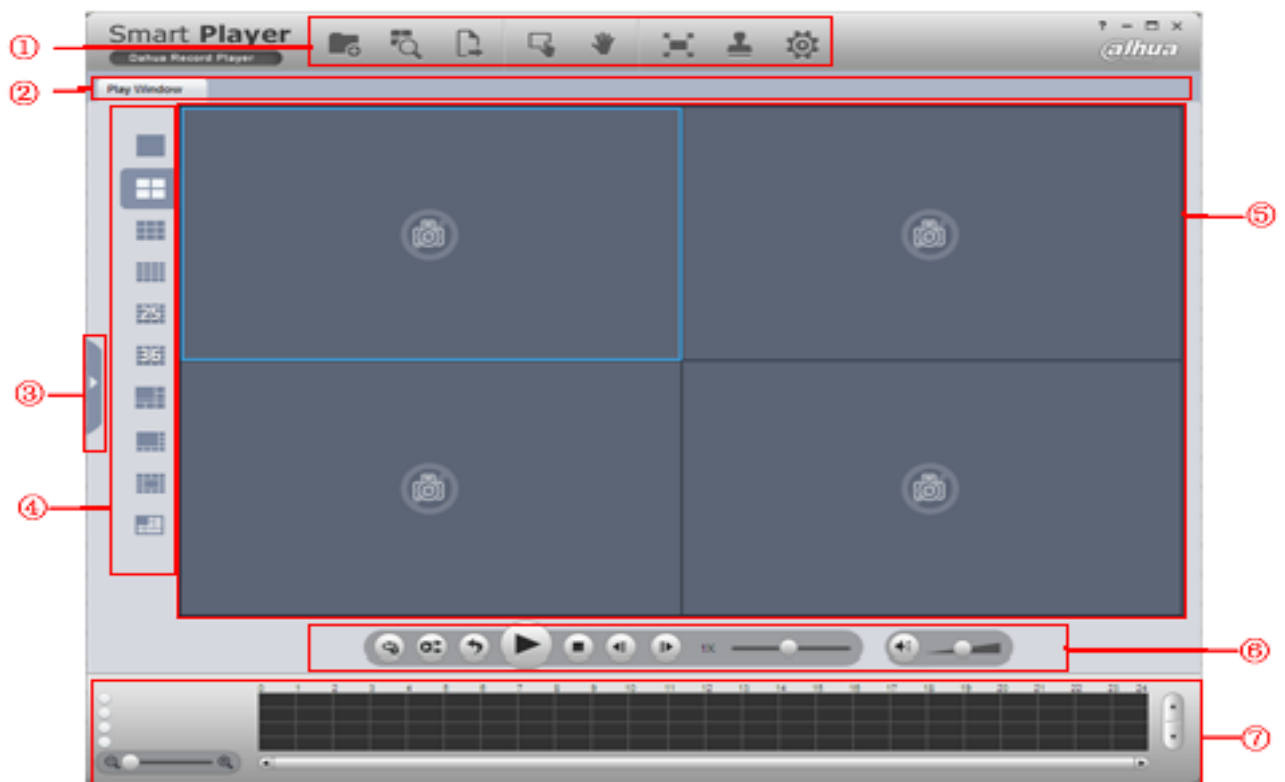 ①
Smart Player
Dahua Record Player
? – □ ×
alhua
②
Play Window
25
36
③
④
⑤
1X
⑥
0 1 2 3 4 5 6 7 8 9 10 11 12 13 14 15 16 17 18 19 20 21 22 23 24
⑦